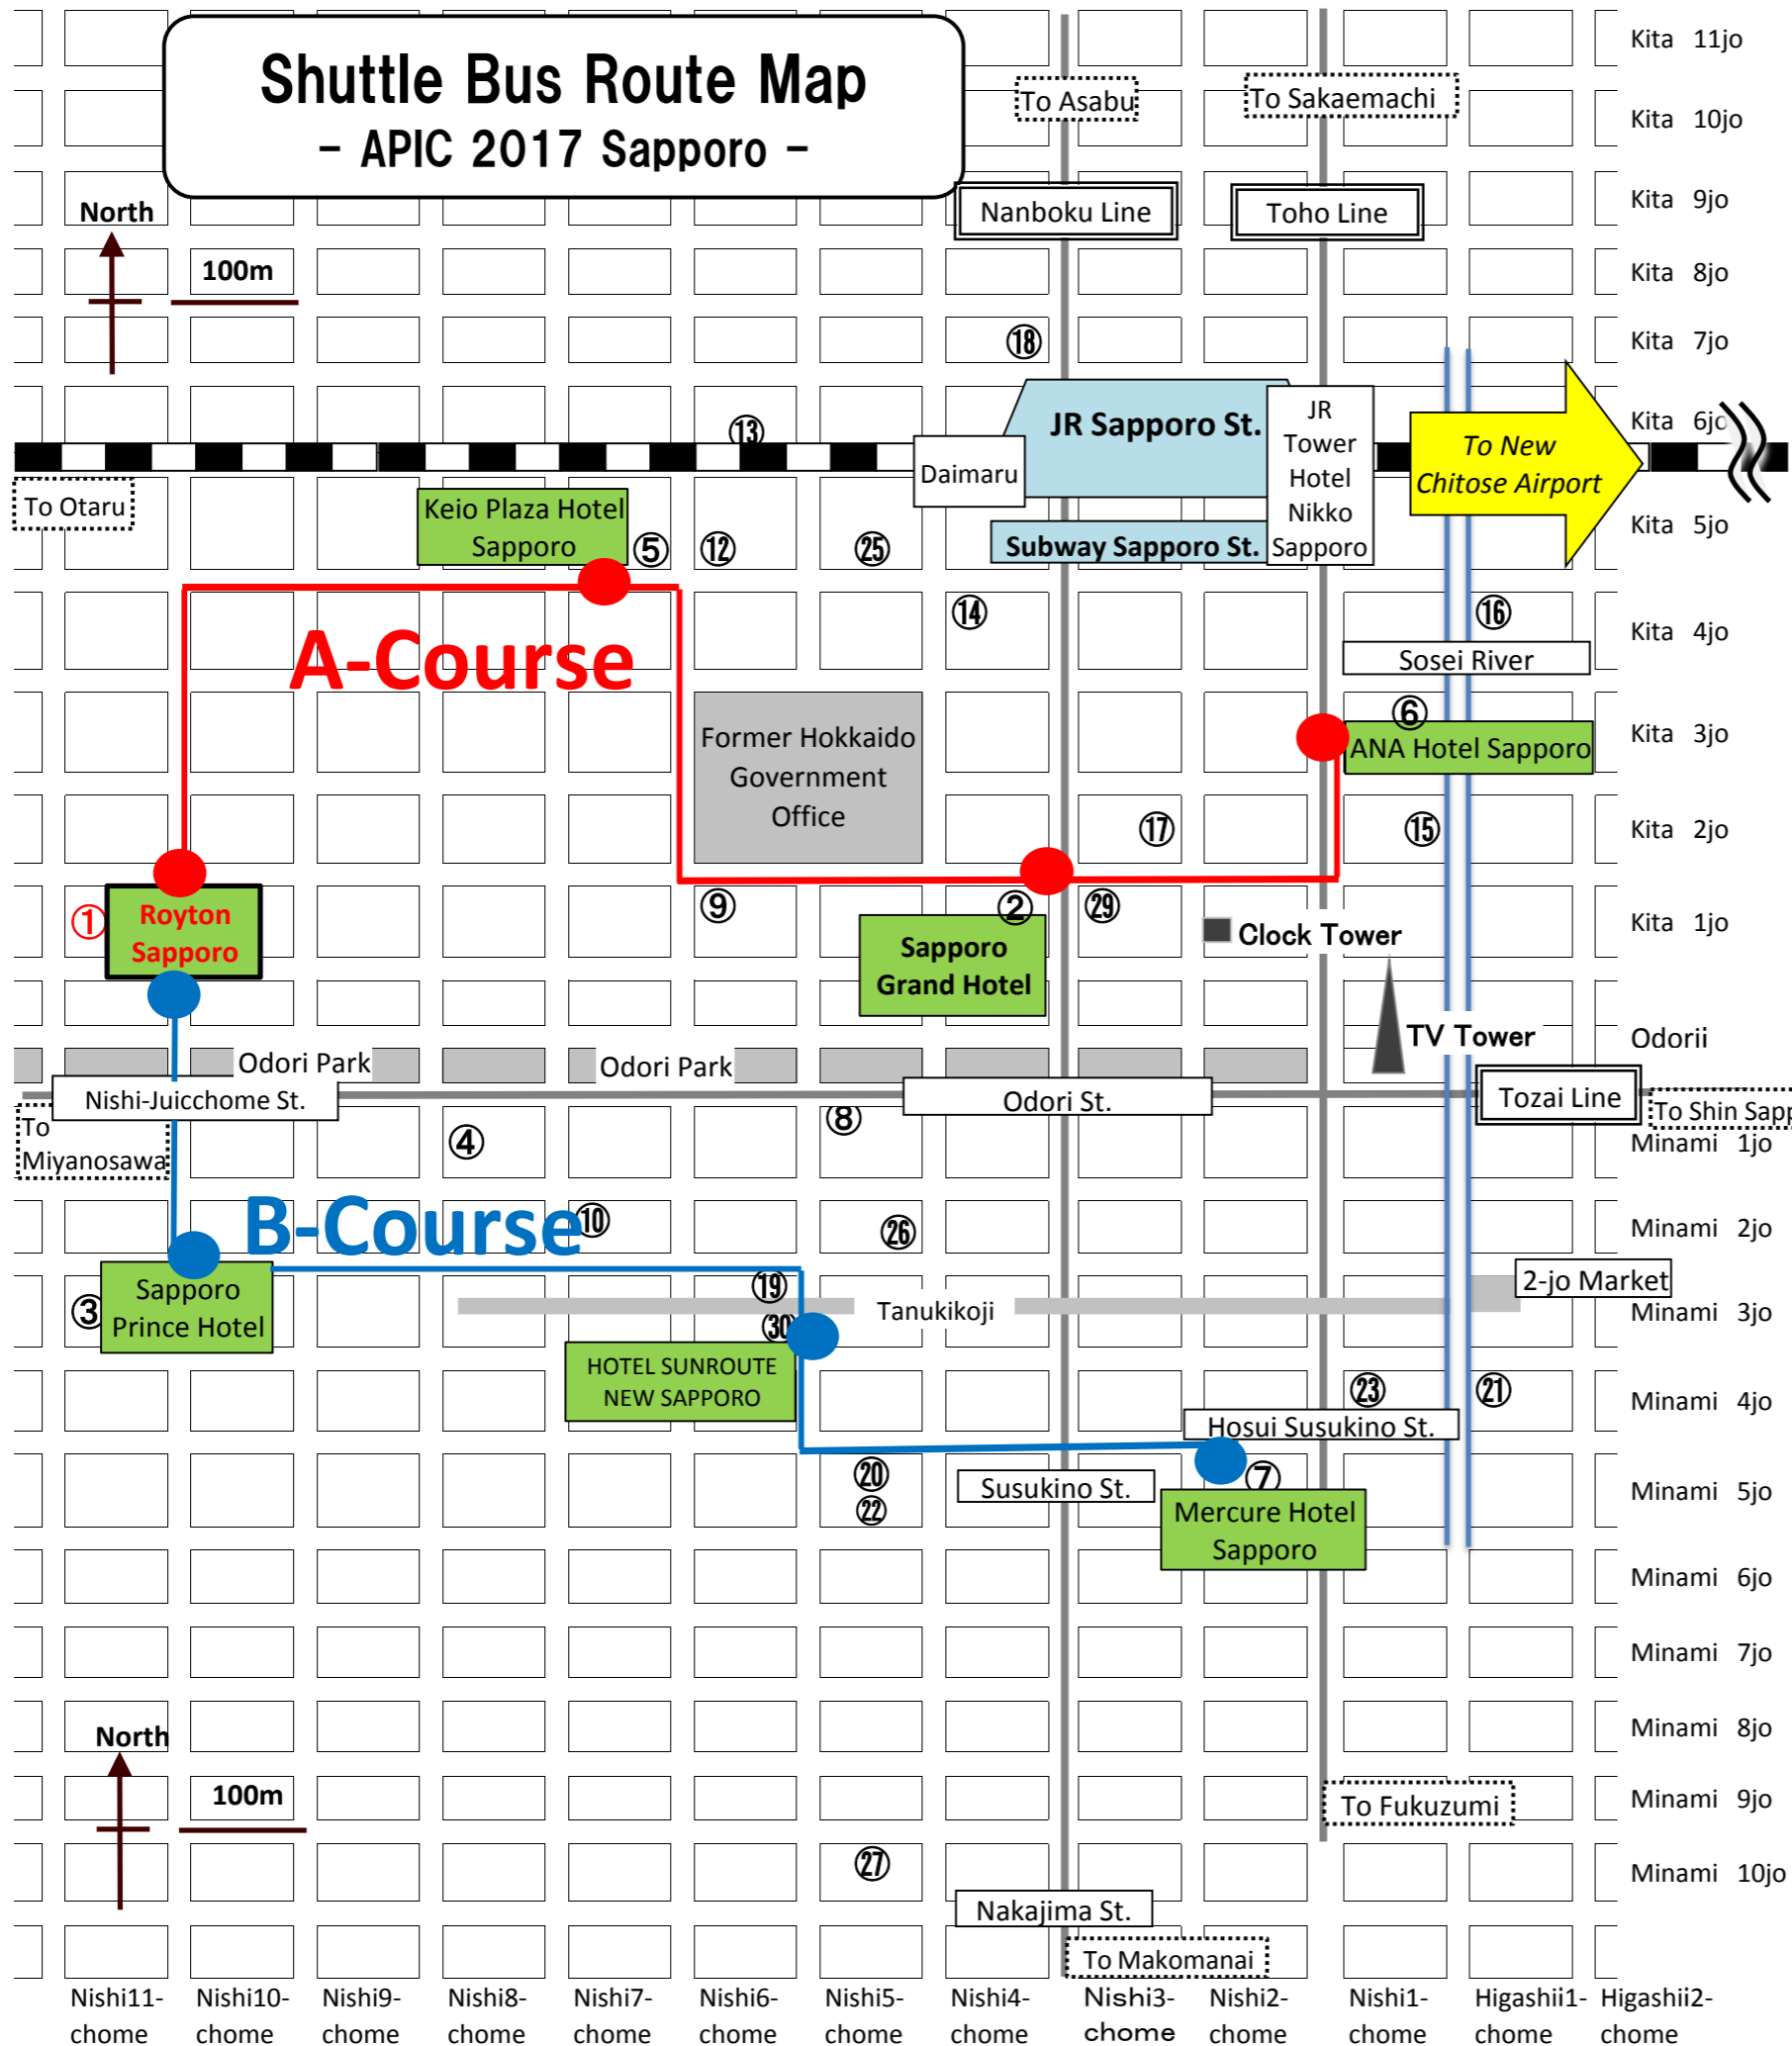 Shuttle Bus Route Map
- APIC 2017 Sapporo -
Kita 11jo
To Asabu
To Sakaemachi
Kita 10jo
North
Nanboku Line
Toho Line
Kita 9jo
100m
Kita 8jo
⑱
Kita 7jo
⑬
JR Sapporo St.
JR
Tower
Hotel
Nikko
Sapporo
To New
Chitose Airport
Kita 6jo
Daimaru
To Otaru
Keio Plaza Hotel
Sapporo
⑤
⑫
㉕
Subway Sapporo St.
Kita 5jo
A-Course
⑭
⑯
Kita 4jo
Sosei River
Former Hokkaido
Government
Office
⑥
ANA Hotel Sapporo
Kita 3jo
⑰
⑮
Kita 2jo
①
Royton
Sapporo
⑨
②
㉙
Sapporo
Grand Hotel
Clock Tower
Kita 1jo
TV Tower
Odorii
Odori Park
Odori Park
Nishi-Juicchome St.
Odori St.
Tozai Line
To Shin Sapp
To
Miyanosawa
④
⑧
Minami 1jo
B-Course
⑩
㉖
Minami 2jo
③
Sapporo
Prince Hotel
⑲
㉚
Tanukikoji
2-jo Market
Minami 3jo
HOTEL SUNROUTE
NEW SAPPORO
㉓
㉑
Minami 4jo
Hosui Susukino St.
⑳
㉒
Susukino St.
⑦
Mercure Hotel
Sapporo
Minami 5jo
Minami 6jo
Minami 7jo
North
Minami 8jo
100m
To Fukuzumi
Minami 9jo
㉗
Minami 10jo
Nakajima St.
To Makomanai
Nishi11-
chome
Nishi10-
chome
Nishi9-
chome
Nishi8-
chome
Nishi7-
chome
Nishi6-
chome
Nishi5-
chome
Nishi4-
chome
Nishi3-
chome
Nishi2-
chome
Nishi1-
chome
Higashii1-
chome
Higashii2-
chome